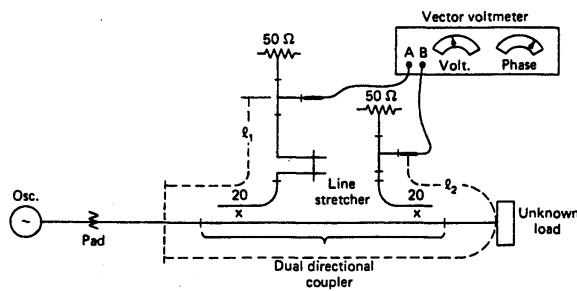 Vector voltmeter
50 Ω
A B
Volt. Phase
50 Ω
ℓ1
Line
stretcher
ℓ2
Osc.
20
20
x
x
Pad
Unknown
load
Dual directional
coupler